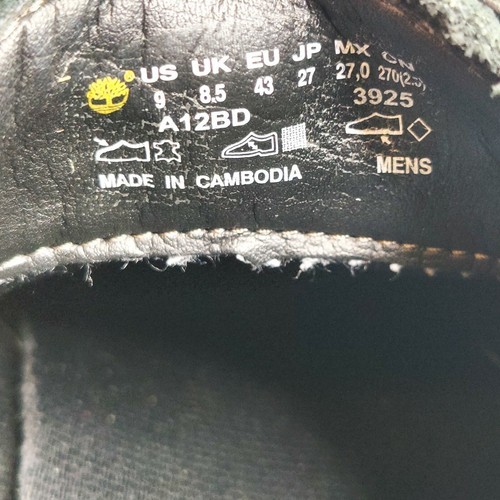 US UK EU JP MX CN
9 8.5 43 27 27,0 270(2.5)
A12BD 3925
MENS
MADE IN CAMBODIA